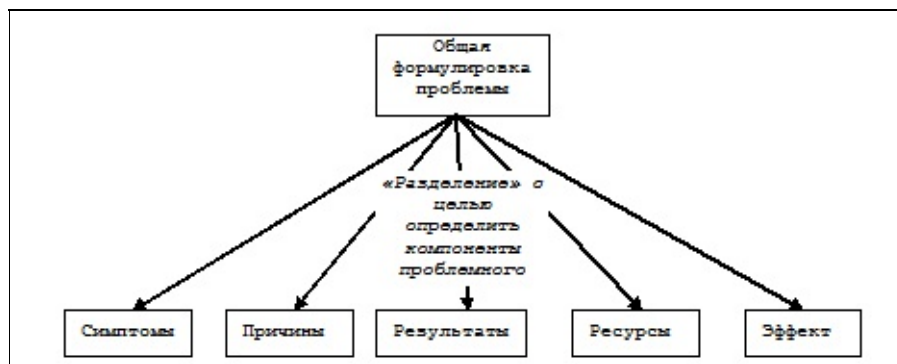 Общая
формулировка
проблемы
«Разделение» с
целью
определить
компоненты
проблемного
Симптомы Причины Результаты Ресурсы Эффект